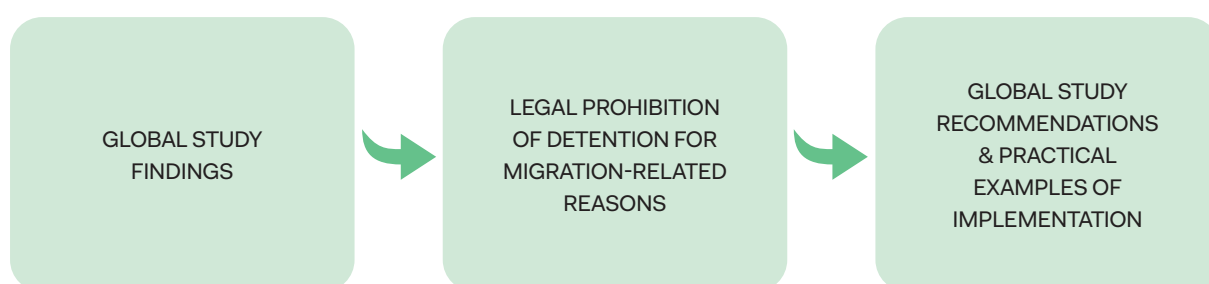 GLOBAL STUDY
FINDINGS
LEGAL PROHIBITION
OF DETENTION FOR
MIGRATION-RELATED
REASONS
GLOBAL STUDY
RECOMMENDATIONS
& PRACTICAL
EXAMPLES OF
IMPLEMENTATION